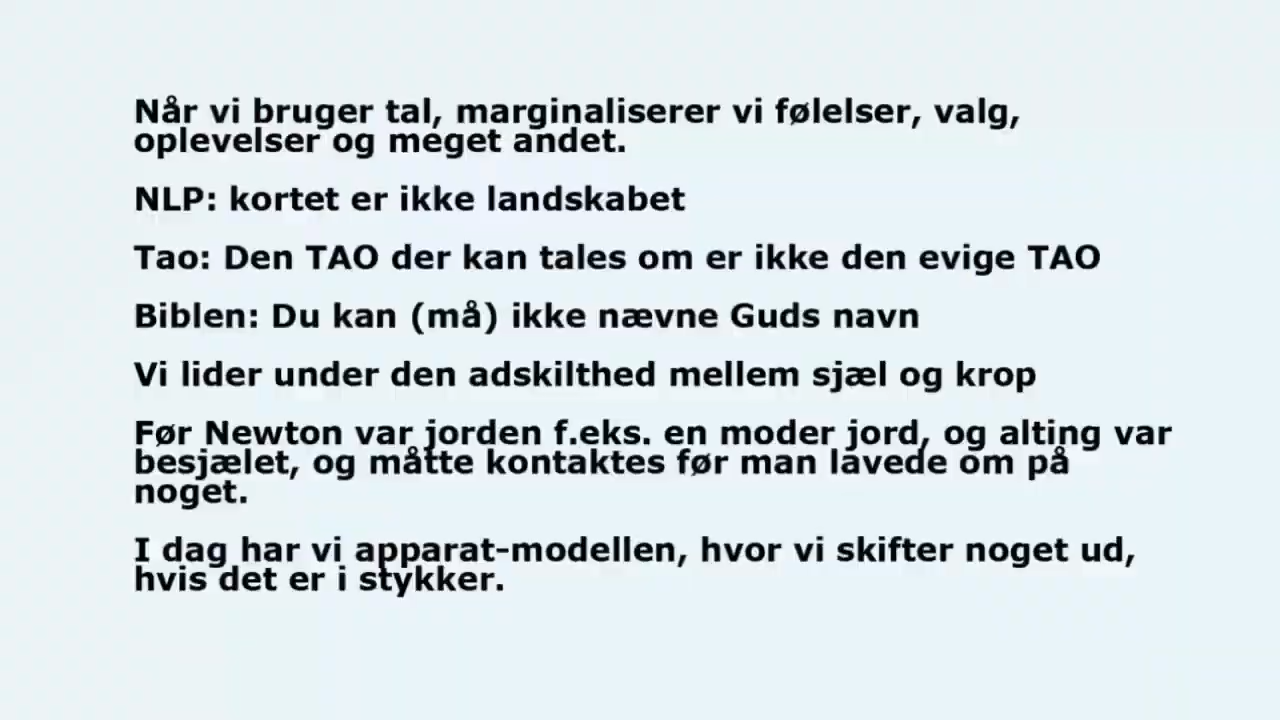 Når vi bruger tal, marginaliserer vi følelser, valg,
oplevelser og meget andet.
NLP: kortet er ikke landskabet
Tao: Den TAO der kan tales om er ikke den evige TAO
Biblen: Du kan (må) ikke nævne Guds navn
Vi lider under den adskilthed mellem sjæl og krop
Før Newton var jorden f.eks. en moder jord, og alting var
besjælet, og måtte kontaktes før man lavede om på
noget.
I dag har vi apparat-modellen, hvor vi skifter noget ud,
hvis det er i stykker.